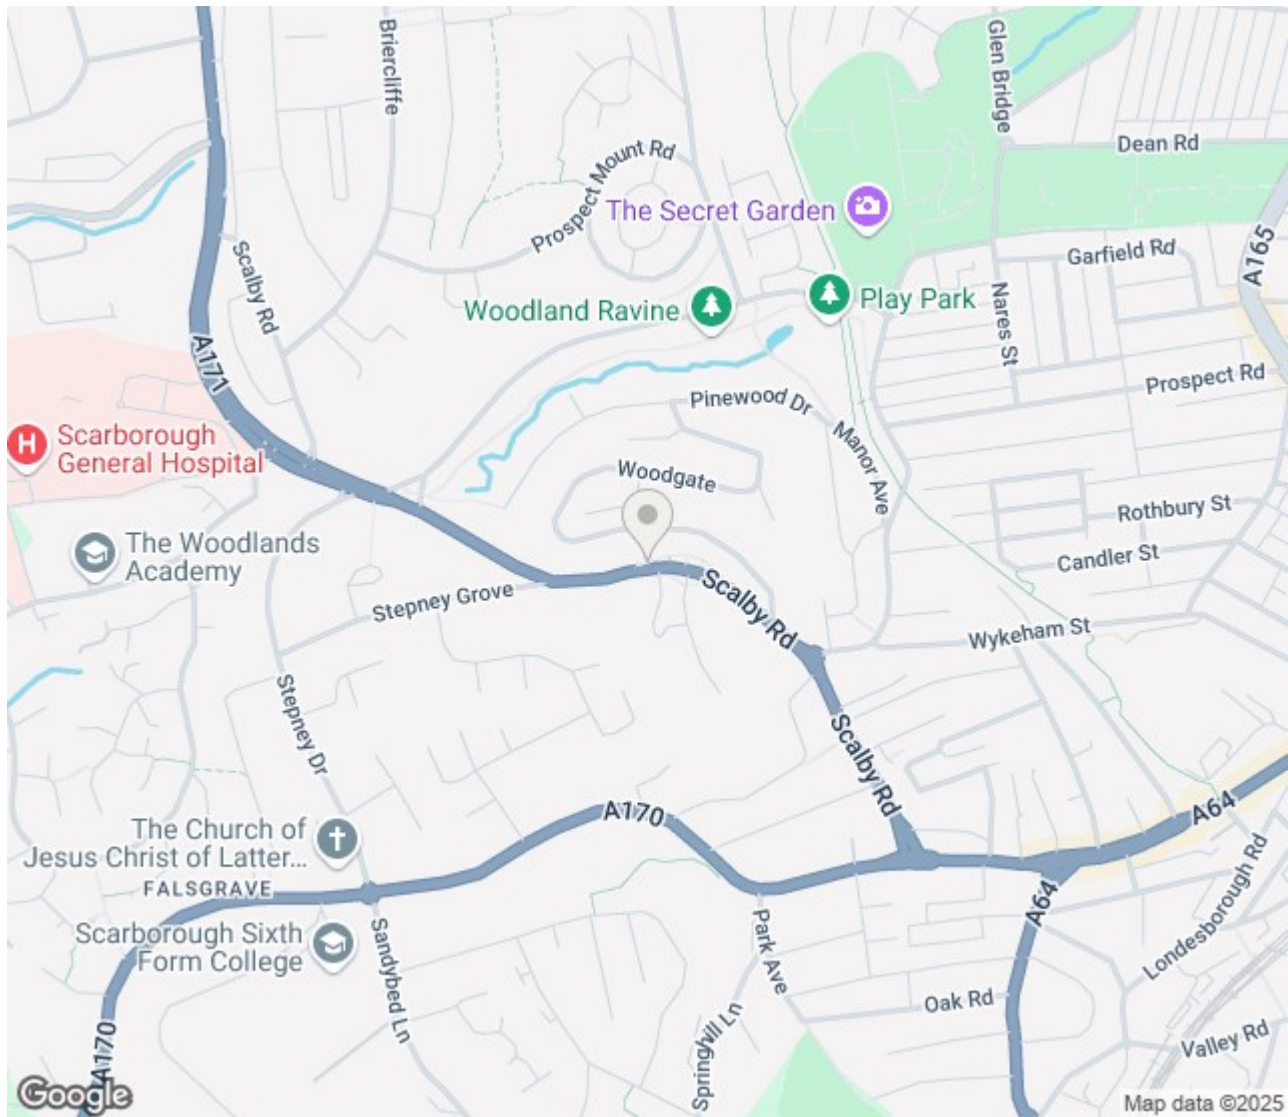 Briercliffe
Glen Bridge
Dean Rd
Prospect Mount Rd
The Secret Garden
A165
Scalby Rd
Garfield Rd
Woodland Ravine
Play Park
Nares St
A171
Prospect Rd
Pinewood Dr
Manor Ave
H
Scarborough
General Hospital
Woodgate
Rothbury St
The Woodlands
Academy
Candler St
Stepney Grove
Scalby Rd
Wykeham St
Stepney Dr
Scalby Rd
A170
A64
The Church of
Jesus Christ of Latter...
FALSGRAVE
Londesborough Rd
A64
Scarborough Sixth
Form College
Sandybed Ln
Park Ave
Oak Rd
Springhill Ln
Valley Rd
A170
Google
Map data ©2025